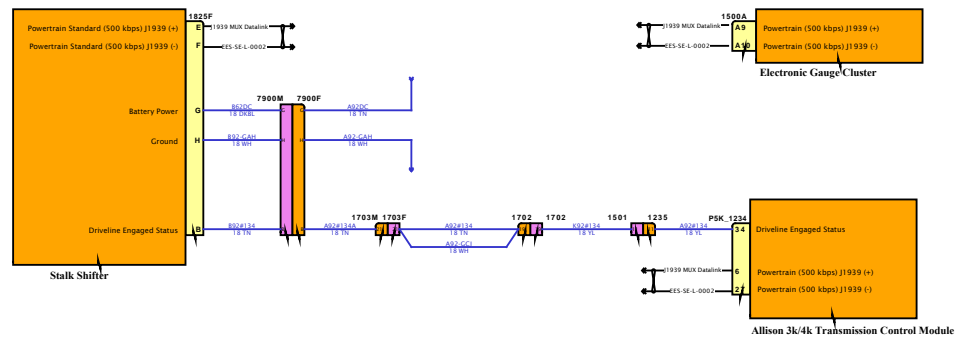 1825F
Powertrain Standard (500 kbps) J1939 (+)
E
J1939 MUX Datalink
Powertrain Standard (500 kbps) J1939 (-)
F
EES-SE-L-0002
1500A
J1939 MUX Datalink
A9
Powertrain (500 kbps) J1939 (+)
EES-SE-L-0002
A10
Powertrain (500 kbps) J1939 (-)
Electronic Gauge Cluster
7900M 7900F
Battery Power
G
B62DC
18 DKBL
G
A92DC
18 TN
Ground
H
B92-GAH
18 WH
H
H
A92-GAH
18 WH
1703M 1703F
1702 1702
1501 1235
P5K_1234
Driveline Engaged Status
B
B92#134
18 TN
A92#134A
18 TN
A92#134
18 TN
A92-GCJ
18 WH
K92#134
18 YL
A92#134
18 YL
34
Driveline Engaged Status
Stalk Shifter
J1939 MUX Datalink
6
Powertrain (500 kbps) J1939 (+)
EES-SE-L-0002
27
Powertrain (500 kbps) J1939 (-)
Allison 3k/4k Transmission Control Module